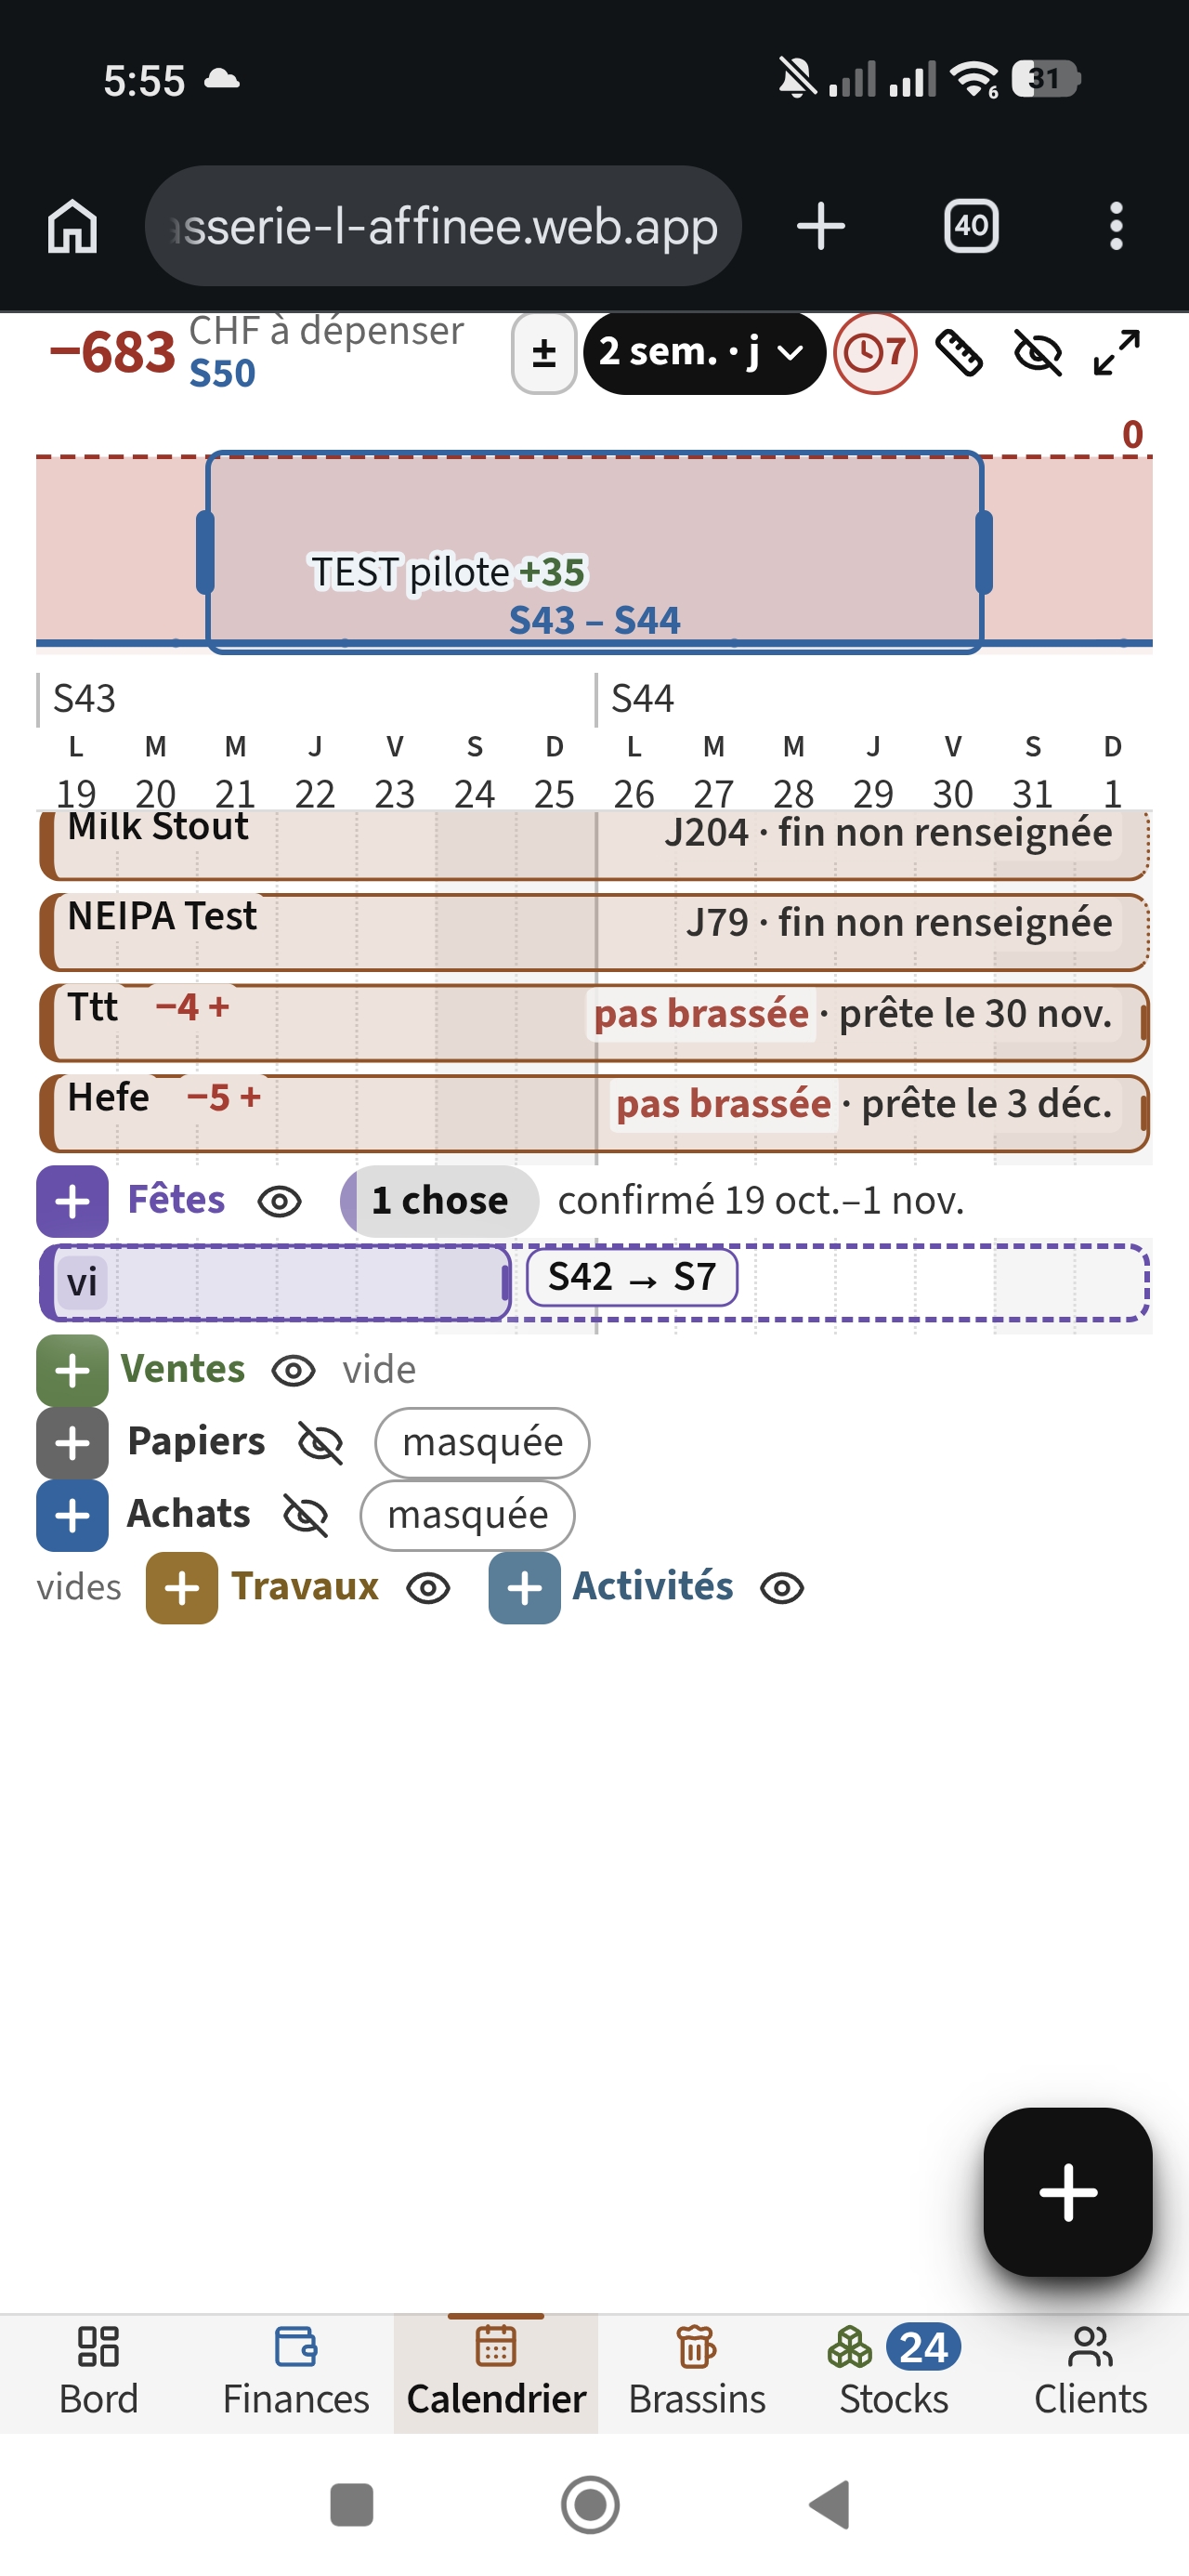 5:55
31
asserie-l-affinee.web.app
40
−683 CHF à dépenser
S50
±
2 sem. · j
7
0
TEST pilote +35
S43 – S44
S43 S44
L M M J V S D L M M J V S D
19 20 21 22 23 24 25 26 27 28 29 30 31 1
Milk Stout J204 · fin non renseignée
NEIPA Test J79 · fin non renseignée
Ttt −4 + pas brassée · prête le 30 nov.
Hefe −5 + pas brassée · prête le 3 déc.
+ Fêtes 1 chose confirmé 19 oct.–1 nov.
vi S42 → S7
+ Ventes vide
+ Papiers masquée
+ Achats masquée
vides + Travaux + Activités
+
24
Bord Finances Calendrier Brassins Stocks Clients